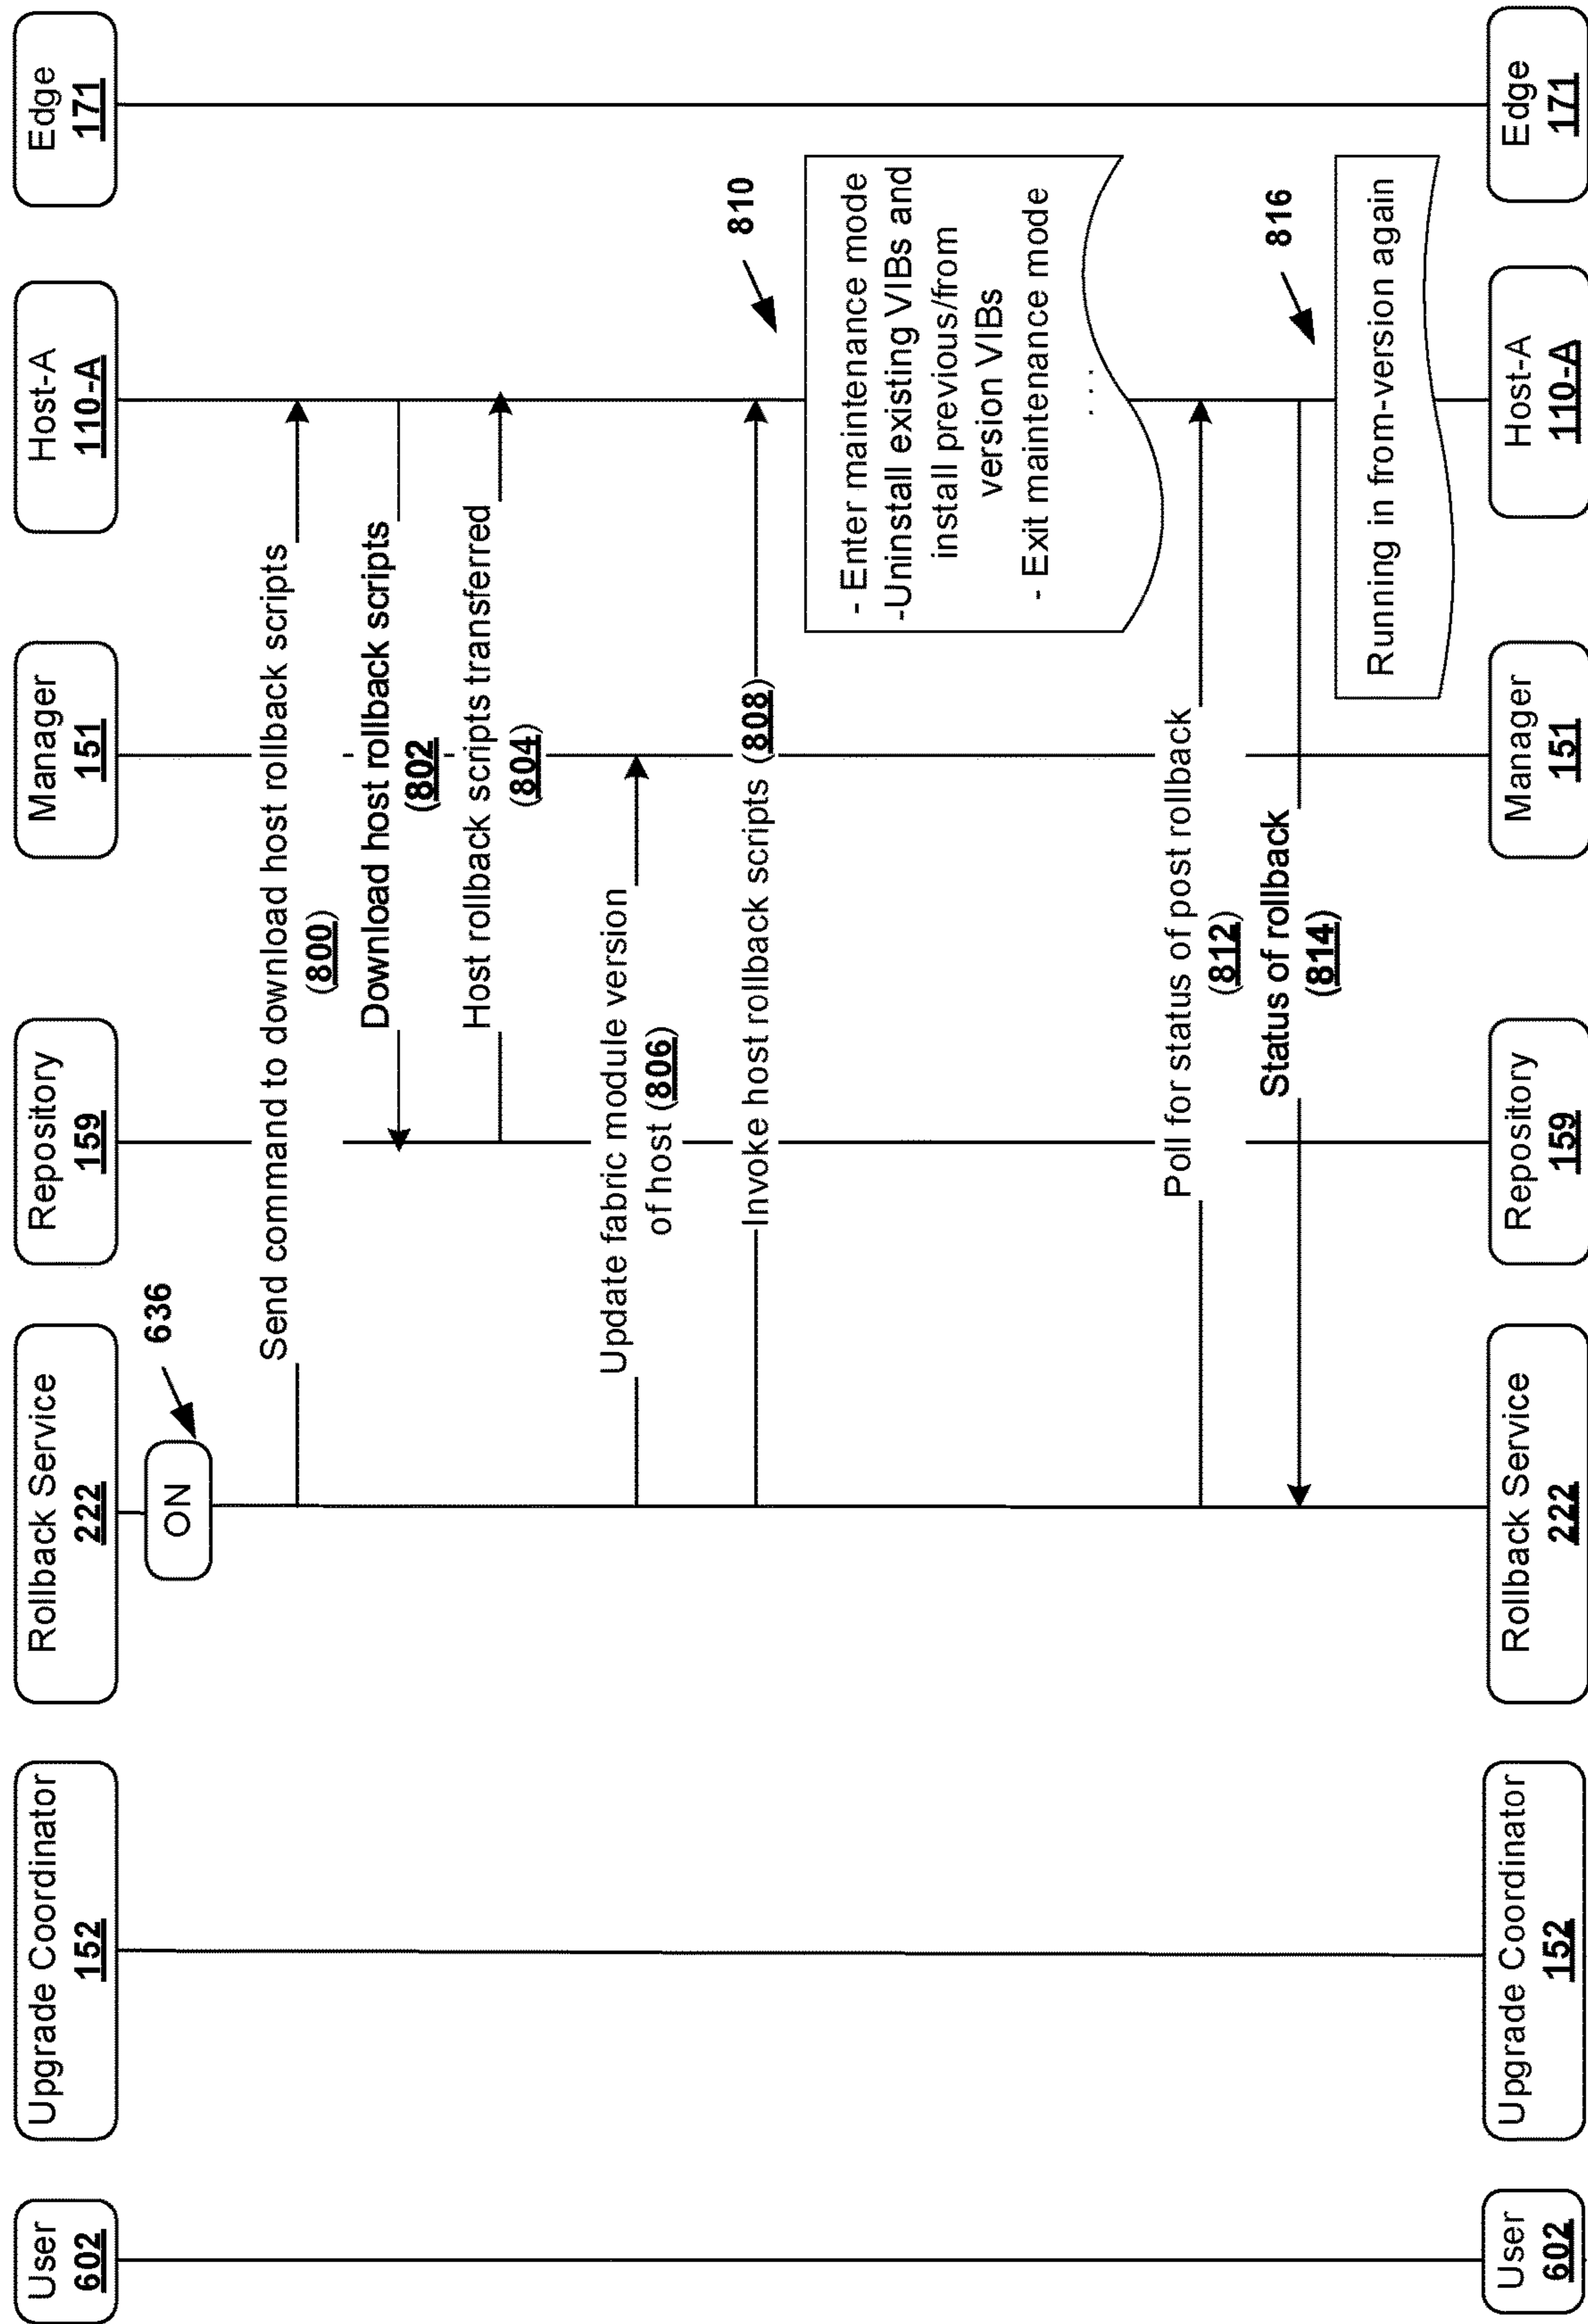 User
602
Upgrade Coordinator
152
Rollback Service
222
Repository
159
Manager
151
Host-A
110-A
Edge
171
ON
636
Send command to download host rollback scripts
(800)
Download host rollback scripts
(802)
Host rollback scripts transferred
(804)
Update fabric module version
of host (806)
Invoke host rollback scripts (808)
810
- Enter maintenance mode
-Uninstall existing VIBs and
install previous/from
version VIBs
- Exit maintenance mode
...
Poll for status of post rollback
(812)
Status of rollback
(814)
816
Running in from-version again
User
602
Upgrade Coordinator
152
Rollback Service
222
Repository
159
Manager
151
Host-A
110-A
Edge
171